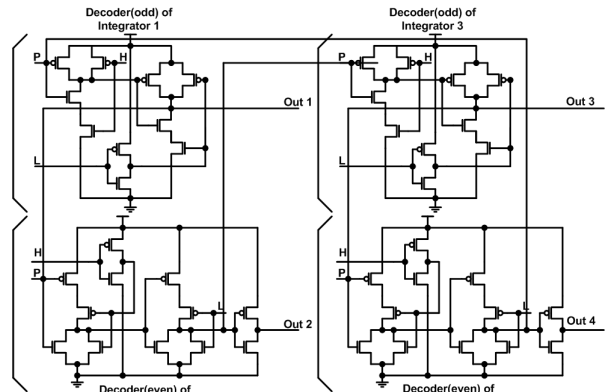 Decoder(odd) of
Integrator 1
Decoder(odd) of
Integrator 3
P
H
P
H
Out 1
Out 3
L
L
H
P
H
P
L
L
Out 2
Out 4
Decoder(even) of
Decoder(even) of